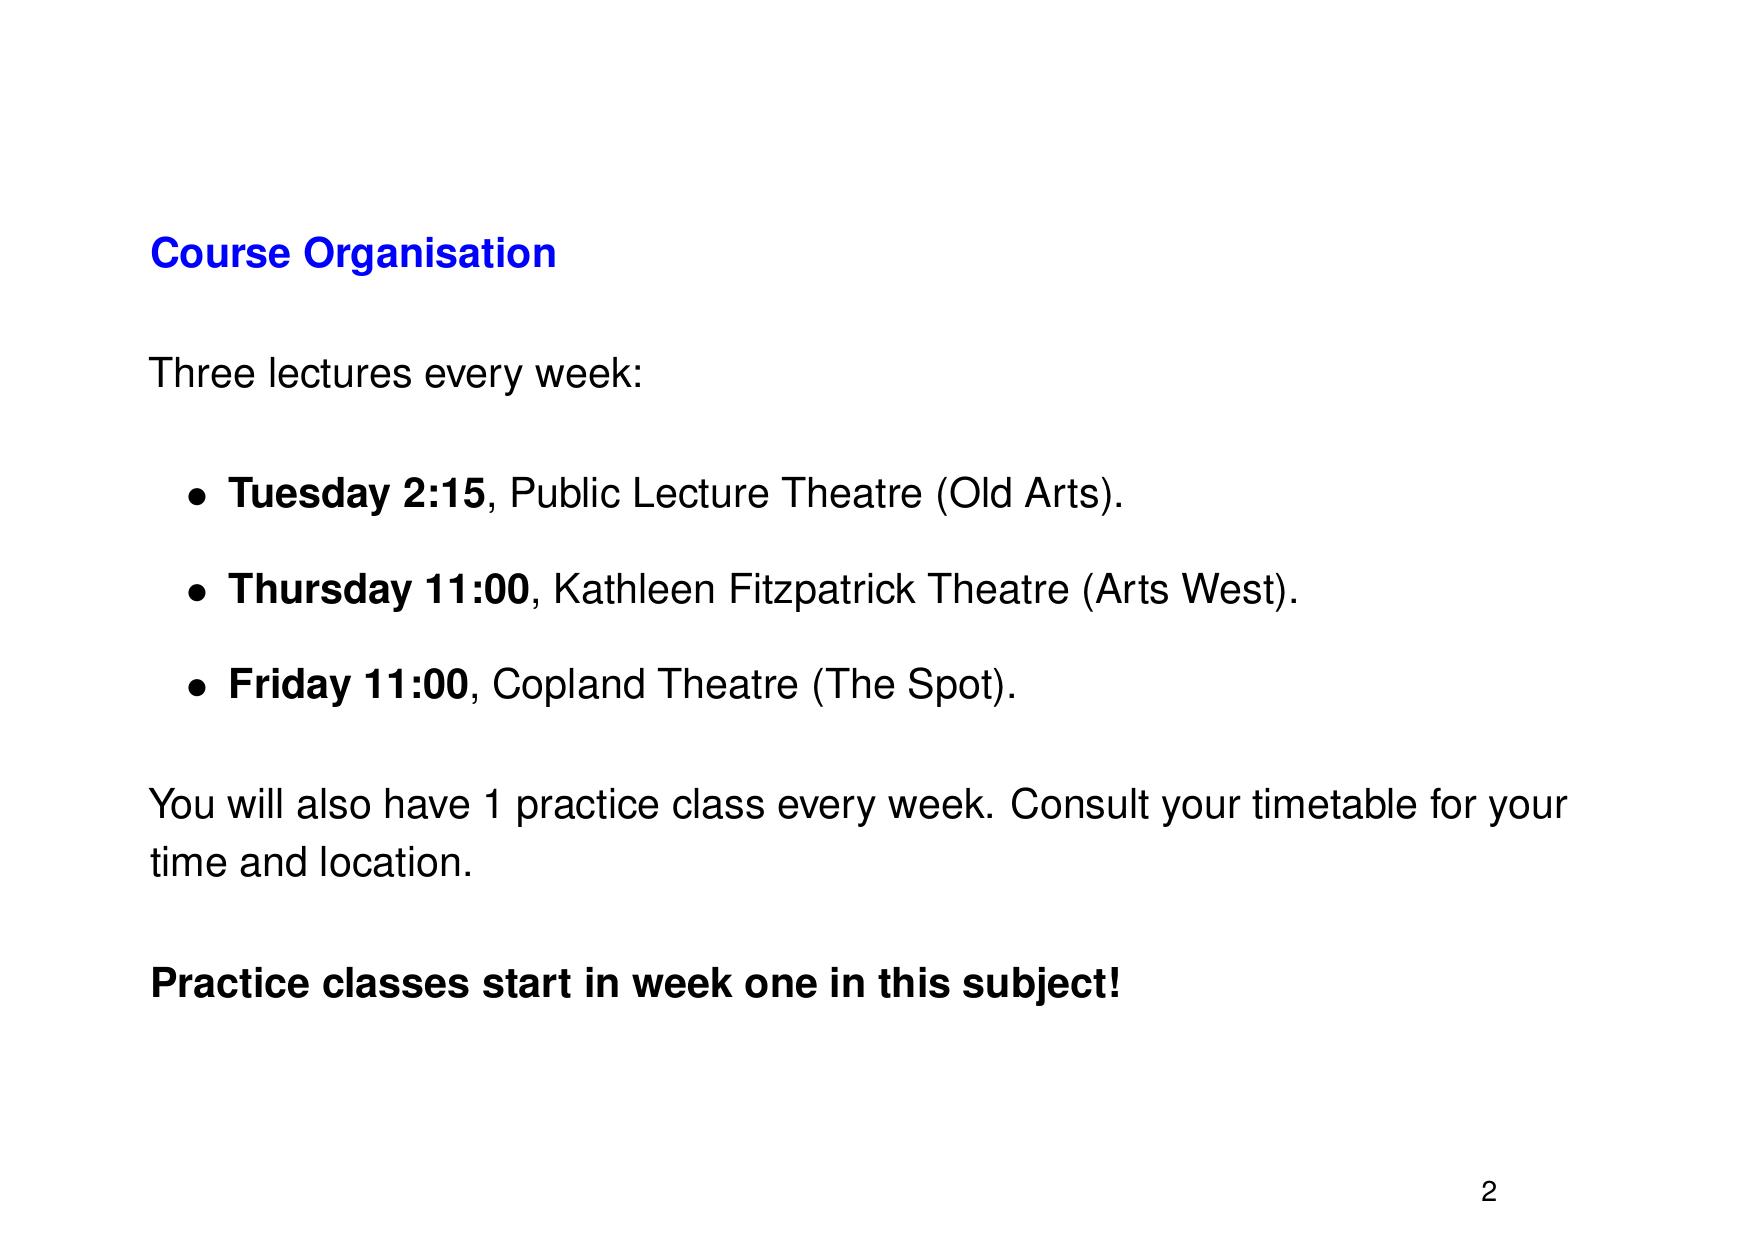 Course Organisation
Three lectures every week:
• Tuesday 2:15, Public Lecture Theatre (Old Arts).
• Thursday 11:00, Kathleen Fitzpatrick Theatre (Arts West).
• Friday 11:00, Copland Theatre (The Spot).
You will also have 1 practice class every week. Consult your timetable for your
time and location.
Practice classes start in week one in this subject!
2